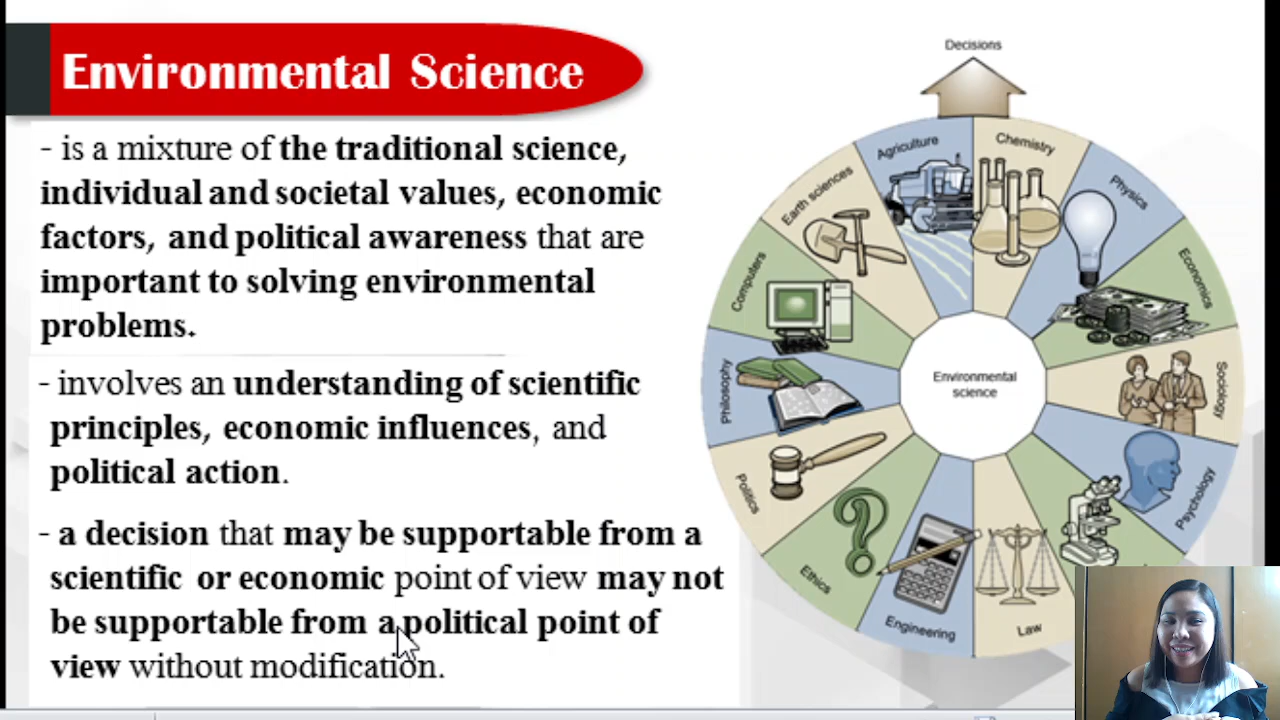 Environmental Science
- is a mixture of the traditional science,
individual and societal values, economic
factors, and political awareness that are
important to solving environmental
problems.
- involves an understanding of scientific
principles, economic influences, and
political action.
- a decision that may be supportable from a
scientific or economic point of view may not
be supportable from a political point of
view without modification.
Decisions
Agriculture
Chemistry
Physics
Economics
Sociology
Psychology
Law
Engineering
Ethics
Politics
Philosophy
Computers
Earth sciences
Environmental
science